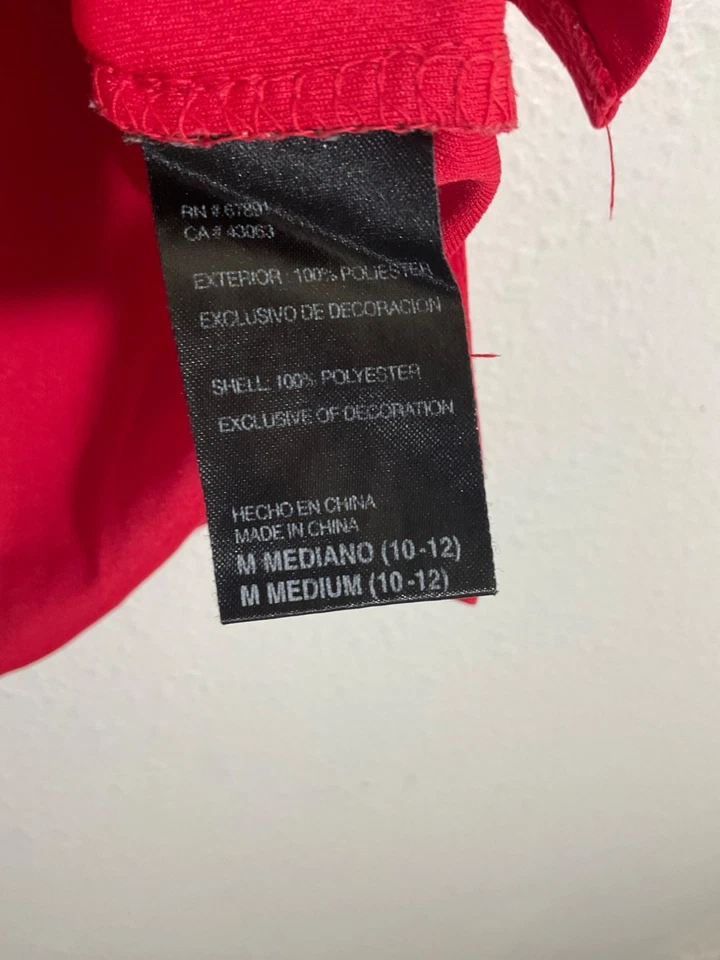 RN # 67891
CA # 43063
EXTERIOR: 100% POLIESTER
EXCLUSIVO DE DECORACION
SHELL: 100% POLYESTER
EXCLUSIVE OF DECORATION
HECHO EN CHINA
MADE IN CHINA
M MEDIANO (10-12)
M MEDIUM (10-12)